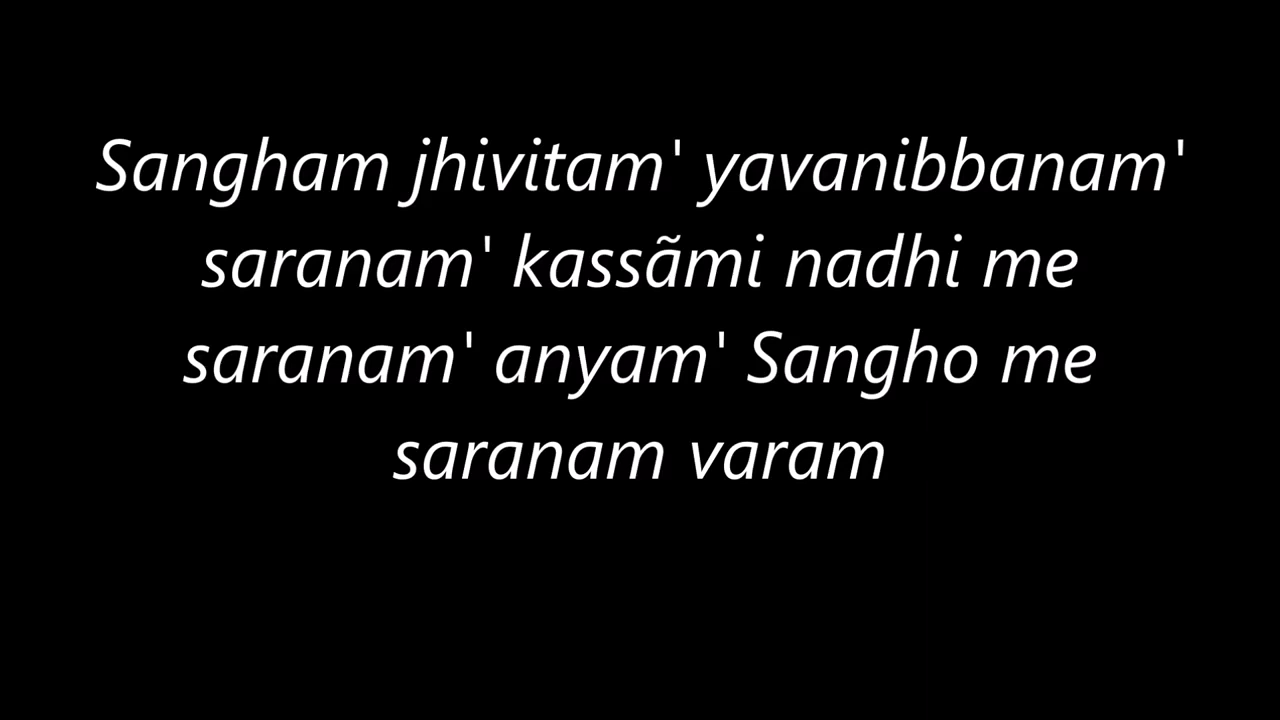 Sangham jhivitam' yavanibbanam'
saranam' kassãmi nadhi me
saranam' anyam' Sangho me
saranam varam